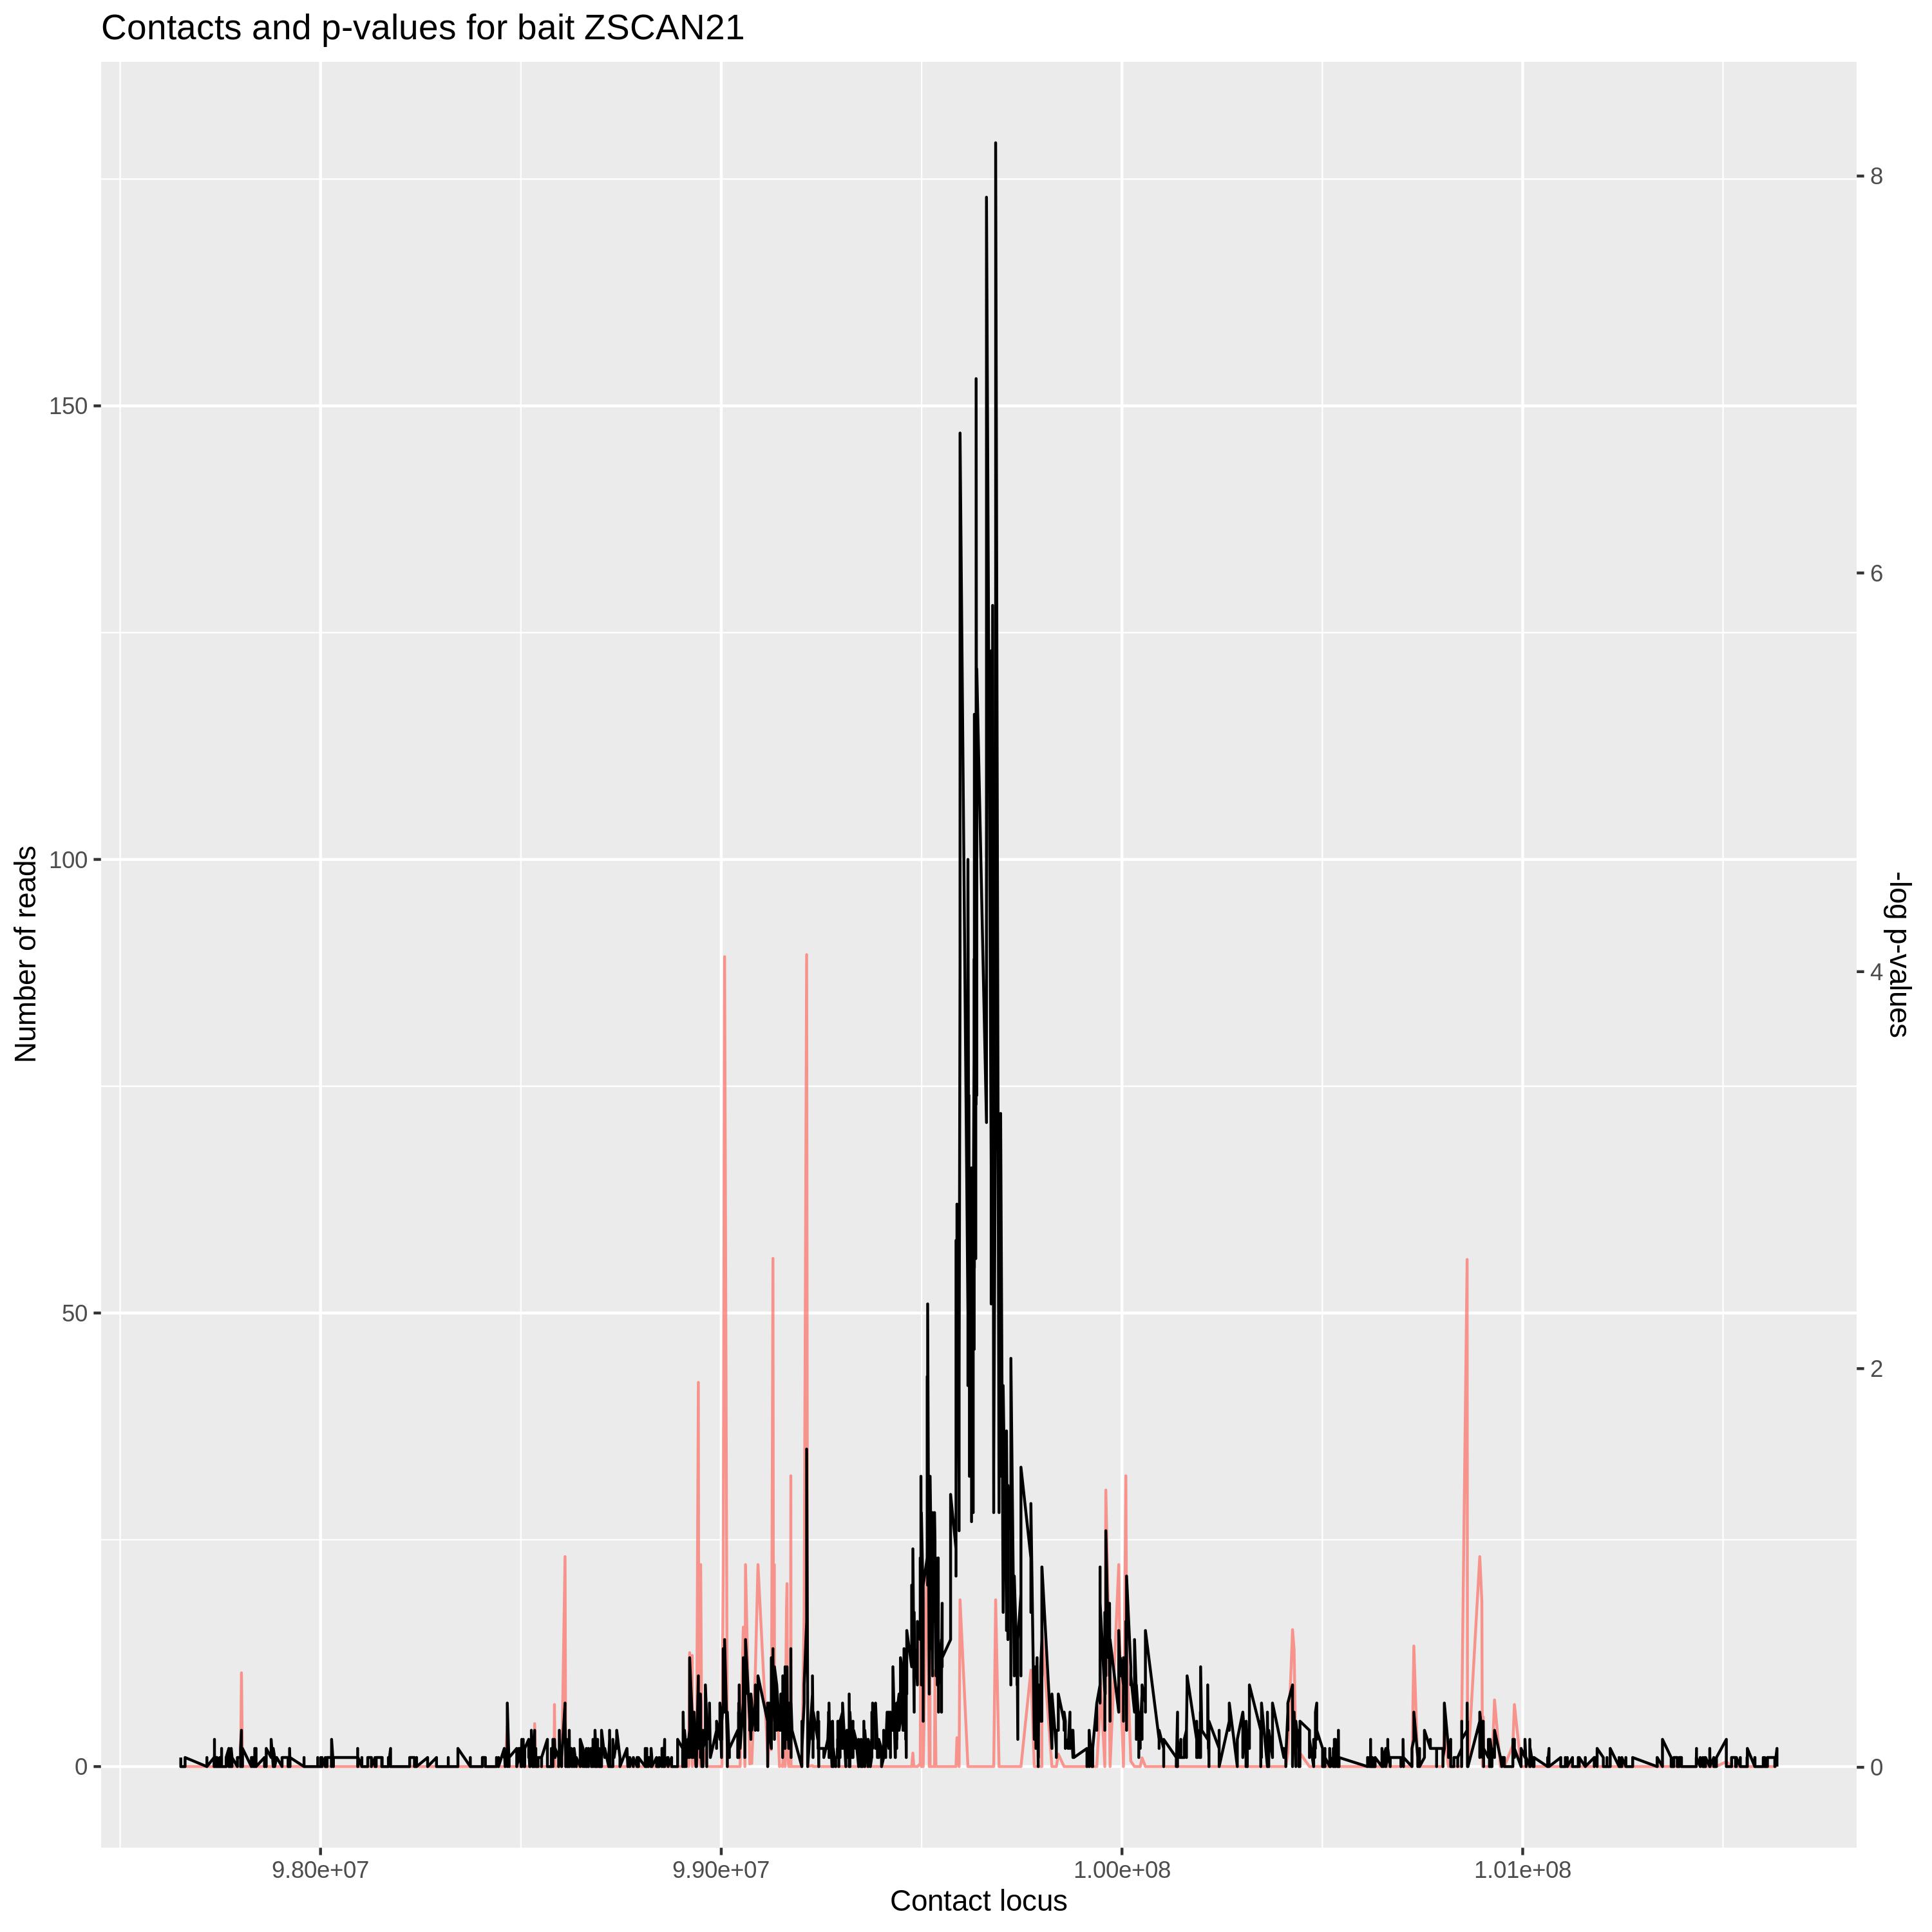 Contacts and p-values for bait ZSCAN21
Number of reads
150
100
50
0
8
6
4
2
0
-log p-values
9.80e+07
9.90e+07
1.00e+08
1.01e+08
Contact locus